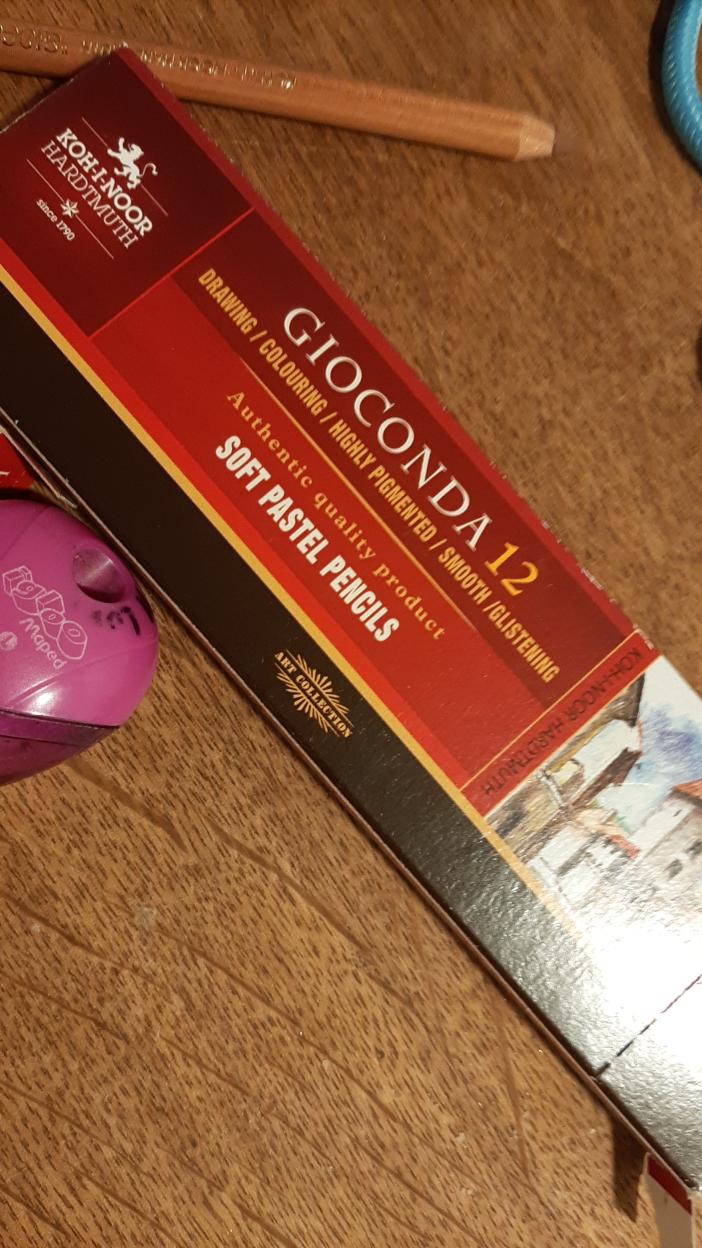 KOH-I-NOOR
HARDTMUTH
since 1790
GIOCONDA 12
DRAWING / COLOURING / HIGHLY PIGMENTED / SMOOTH /GLISTENING
Authentic quality product
SOFT PASTEL PENCILS
ART COLLECTION
KOH-I-NOOR HARDTMUTH
igloo
Maped
L